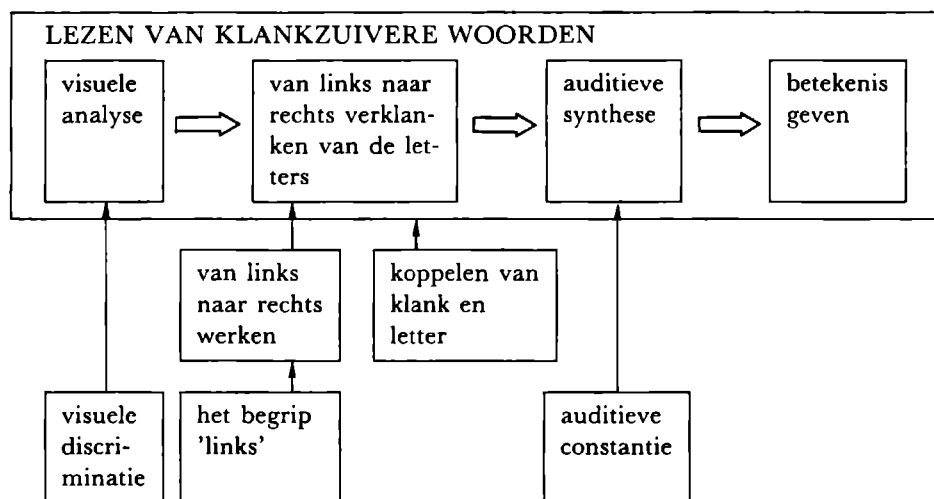 LEZEN VAN KLANKZUIVERE WOORDEN
visuele
analyse
van links naar
rechts verklan-
ken van de let-
ters
auditieve
synthese
betekenis
geven
van links
naar rechts
werken
koppelen van
klank en
letter
visuele
discri-
minatie
het begrip
'links'
auditieve
constantie